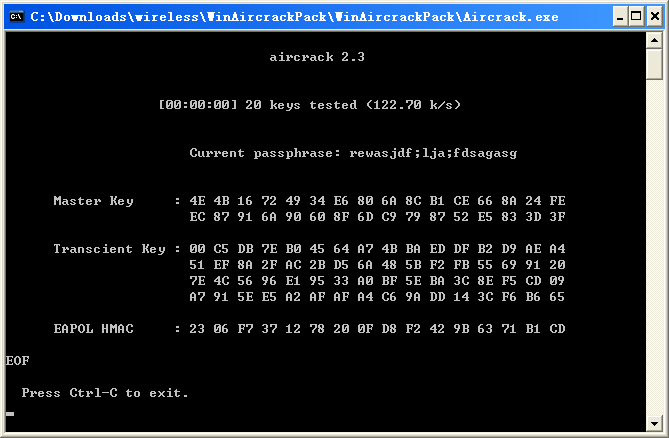 C:\Downloads\wireless\WinAircrackPack\WinAircrackPack\Aircrack.exe
aircrack 2.3
[00:00:00] 20 keys tested (122.70 k/s)
Current passphrase: rewasjdf;lja;fdsagasg
Master Key : 4E 4B 16 72 49 34 E6 80 6A 8C B1 CE 66 8A 24 FE
EC 87 91 6A 90 60 8F 6D C9 79 87 52 E5 83 3D 3F
Transcient Key : 00 C5 DB 7E B0 45 64 A7 4B BA ED DF B2 D9 AE A4
51 EF 8A 2F AC 2B D5 6A 48 5B F2 FB 55 69 91 20
7E 4C 56 96 E1 95 33 A0 BF 5E BA 3C 8E F5 CD 09
A7 91 5E E5 A2 AF AF A4 C6 9A DD 14 3C F6 B6 65
EAPOL HMAC : 23 06 F7 37 12 78 20 0F D8 F2 42 9B 63 71 B1 CD
EOF
Press Ctrl-C to exit.